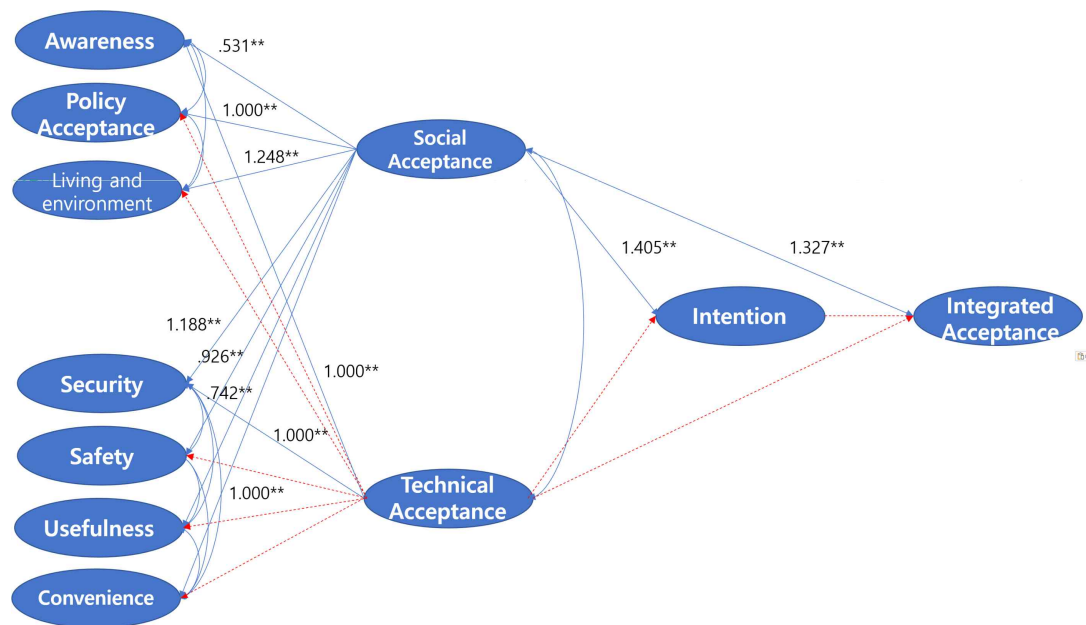 Awareness
.531**
Policy
Acceptance
1.000**
Social
Acceptance
1.248**
Living and
environment
1.405**
1.327**
Intention
Integrated
Acceptance
1.188**
.926**
Security
.742**
1.000**
1.000**
Safety
Technical
Acceptance
1.000**
Usefulness
Convenience